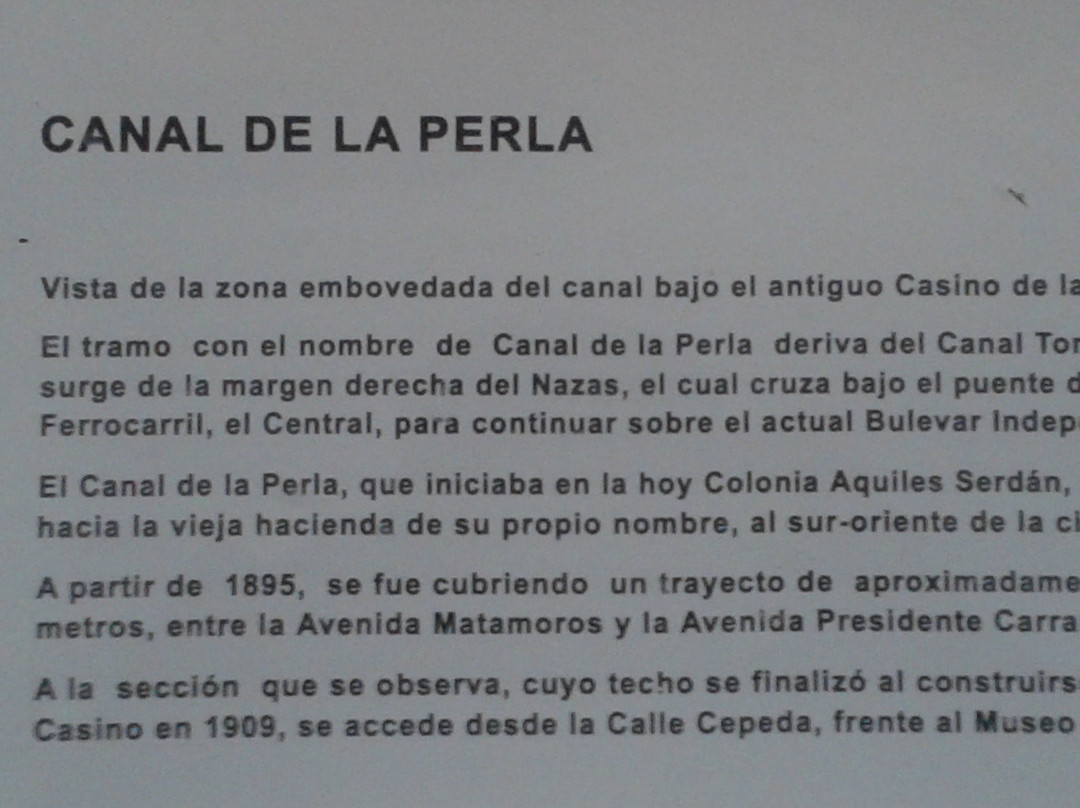 CANAL DE LA PERLA
Vista de la zona embovedada del canal bajo el antiguo Casino de la
El tramo con el nombre de Canal de la Perla deriva del Canal Tor
surge de la margen derecha del Nazas, el cual cruza bajo el puente d
Ferrocarril, el Central, para continuar sobre el actual Bulevar Indep
El Canal de la Perla, que iniciaba en la hoy Colonia Aquiles Serdán,
hacia la vieja hacienda de su propio nombre, al sur-oriente de la ci
A partir de 1895, se fue cubriendo un trayecto de aproximadame
metros, entre la Avenida Matamoros y la Avenida Presidente Carra
A la sección que se observa, cuyo techo se finalizó al construirs
Casino en 1909, se accede desde la Calle Cepeda, frente al Museo